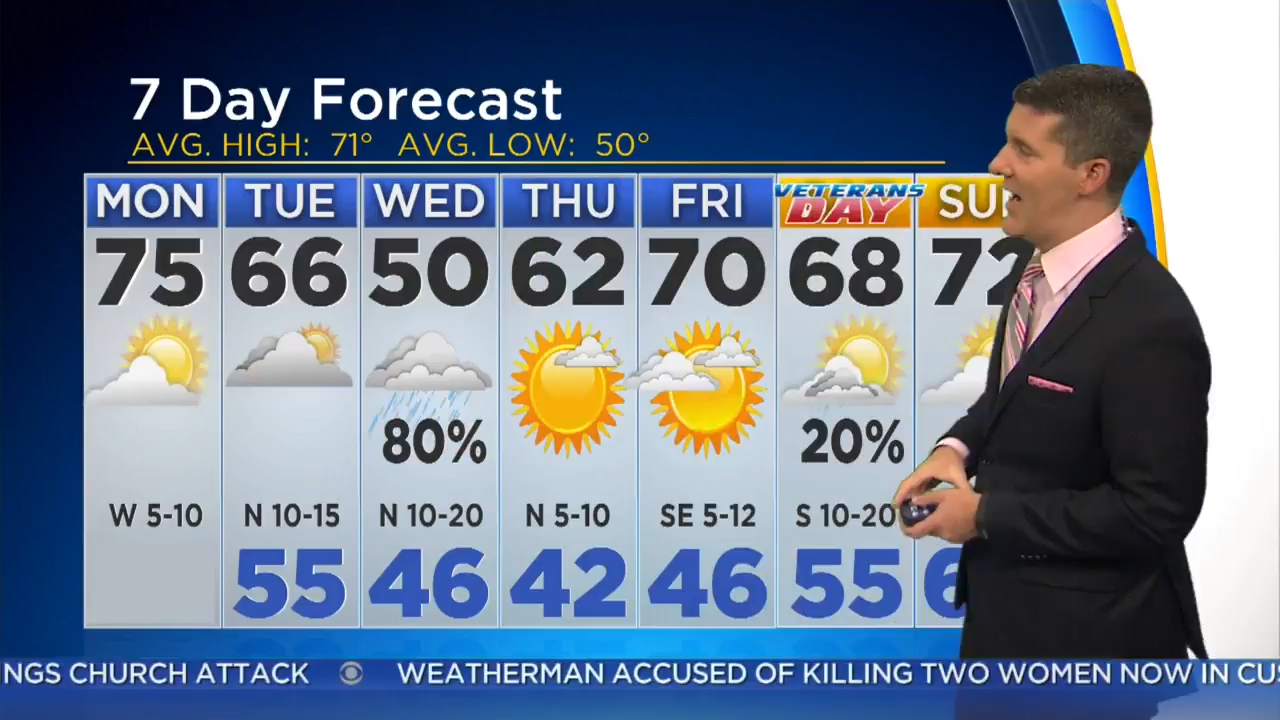 7 Day Forecast
AVG. HIGH: 71° AVG. LOW: 50°
MON TUE WED THU FRI VETERANS DAY
75 66 50 62 70 68
80% 20%
W 5-10 N 10-15 N 10-20 N 5-10 SE 5-12 S 10-20
55 46 42 46 55
CHURCH ATTACK WEATHERMAN ACCUSED OF KILLING TWO WOMEN NOW IN